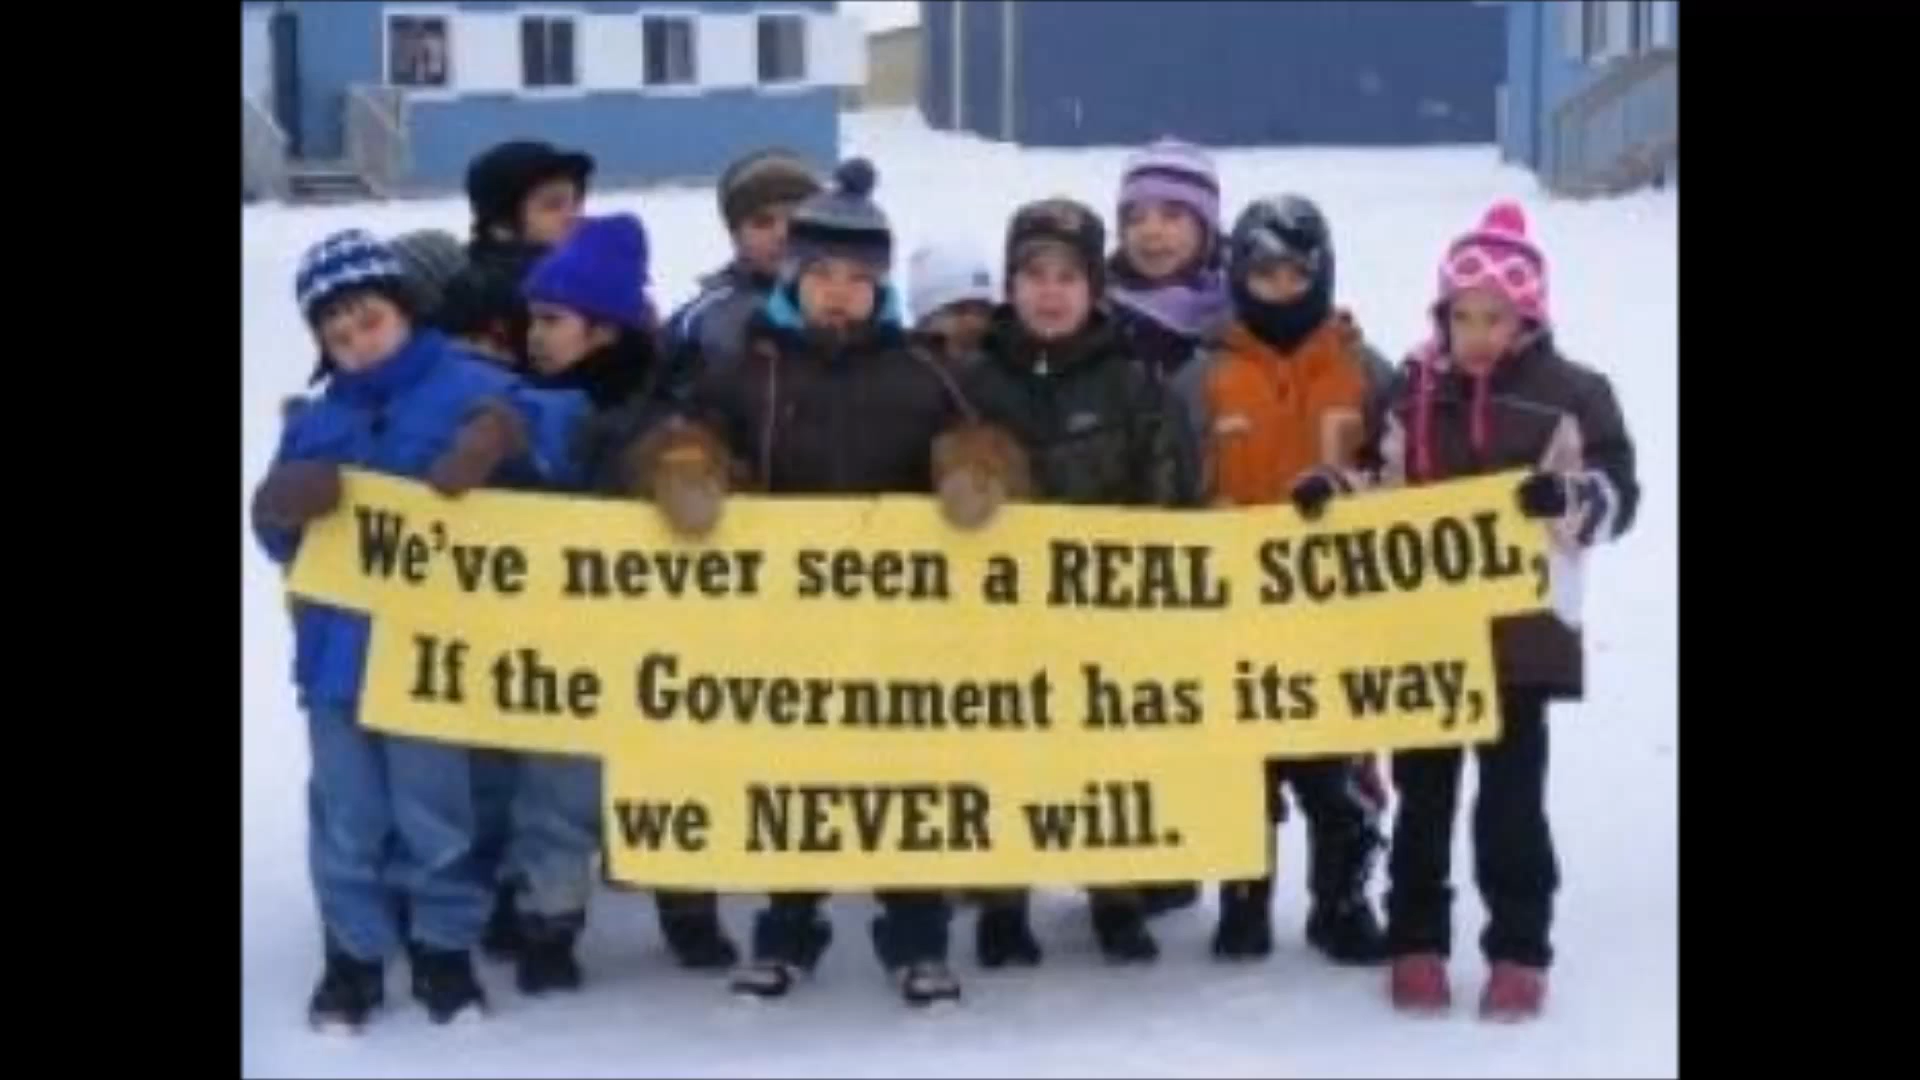 We've never seen a REAL SCHOOL,
If the Government has its way,
we NEVER will.